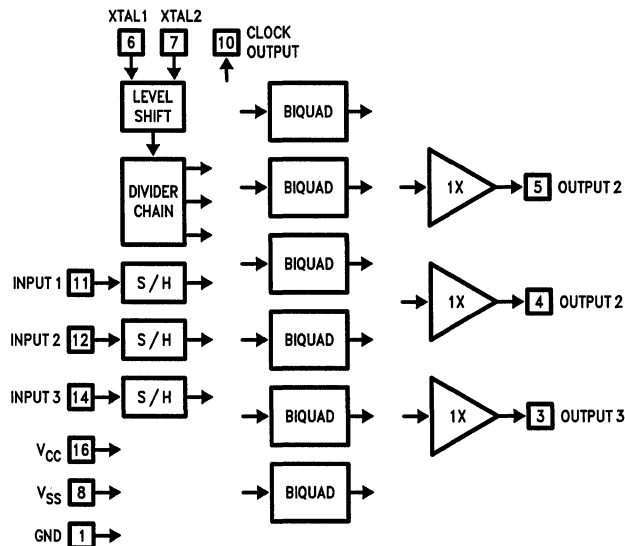 XTAL1 XTAL2
6 7 10 CLOCK
OUTPUT
LEVEL
SHIFT
BIQUAD
DIVIDER
CHAIN
BIQUAD
1X 5 OUTPUT 2
INPUT 1 11 S/H
BIQUAD
1X 4 OUTPUT 2
INPUT 2 12 S/H
BIQUAD
INPUT 3 14 S/H
BIQUAD
1X 3 OUTPUT 3
VCC 16
VSS 8
BIQUAD
GND 1